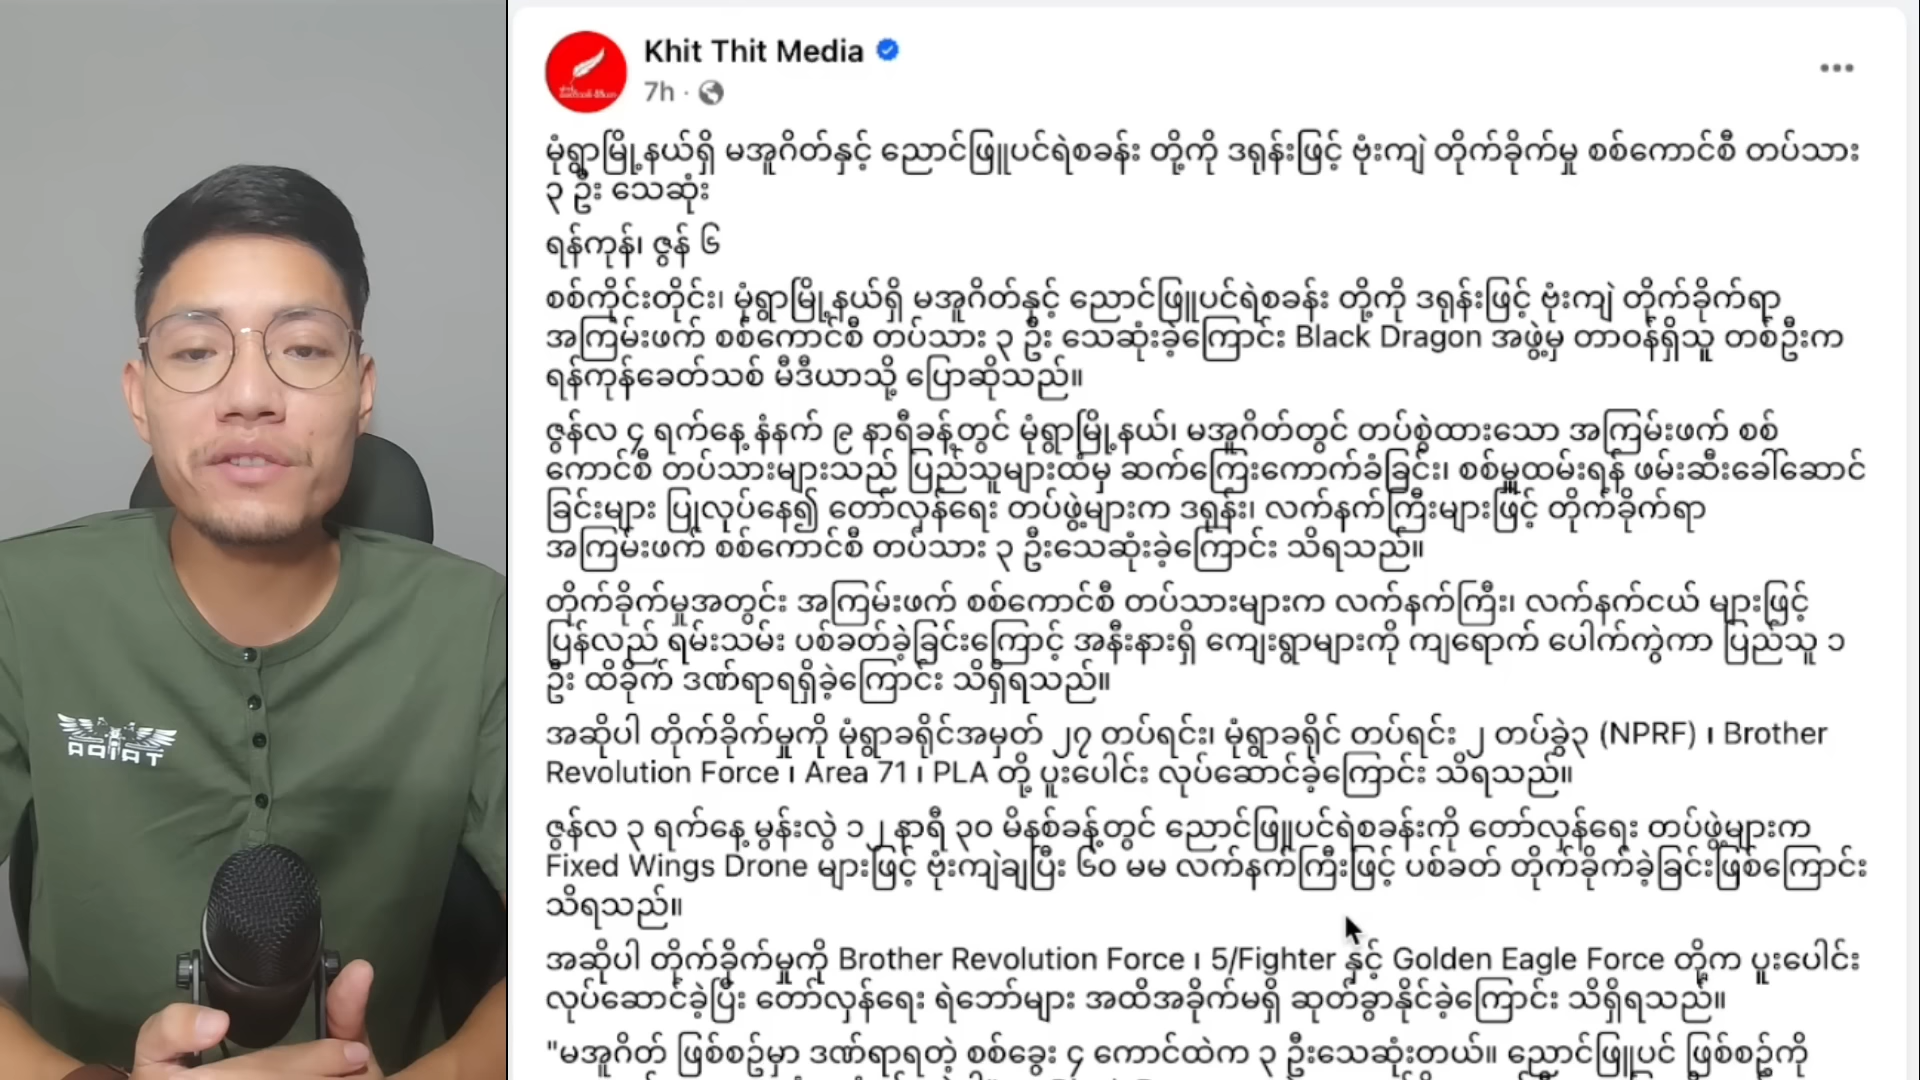 Khit Thit Media
7h ·
မုံရွာမြို့နယ်ရှိ မအူဂိတ်နှင့် ညောင်ဖြူပင်ရဲစခန်း တို့ကို ဒရုန်းဖြင့် ဗုံးကျဲ တိုက်ခိုက်မှု စစ်ကောင်စီ တပ်သား
၃ ဦး သေဆုံး
ရန်ကုန်၊ ဇွန် ၆
စစ်ကိုင်းတိုင်း၊ မုံရွာမြို့နယ်ရှိ မအူဂိတ်နှင့် ညောင်ဖြူပင်ရဲစခန်း တို့ကို ဒရုန်းဖြင့် ဗုံးကျဲ တိုက်ခိုက်ရာ
အကြမ်းဖက် စစ်ကောင်စီ တပ်သား ၃ ဦး သေဆုံးခဲ့ကြောင်း Black Dragon အဖွဲ့မှ တာဝန်ရှိသူ တစ်ဦးက
ရန်ကုန်ခေတ်သစ် မီဒီယာသို့ ပြောဆိုသည်။
ဇွန်လ ၄ ရက်နေ့ နံနက် ၉ နာရီခန့်တွင် မုံရွာမြို့နယ်၊ မအူဂိတ်တွင် တပ်စွဲထားသော အကြမ်းဖက် စစ်
ကောင်စီ တပ်သားများသည် ပြည်သူများထံမှ ဆက်ကြေးကောက်ခံခြင်း၊ စစ်မှုထမ်းရန် ဖမ်းဆီးခေါ်ဆောင်
ခြင်းများ ပြုလုပ်နေ၍ တော်လှန်ရေး တပ်ဖွဲ့များက ဒရုန်း၊ လက်နက်ကြီးများဖြင့် တိုက်ခိုက်ရာ
အကြမ်းဖက် စစ်ကောင်စီ တပ်သား ၃ ဦးသေဆုံးခဲ့ကြောင်း သိရသည်။
တိုက်ခိုက်မှုအတွင်း အကြမ်းဖက် စစ်ကောင်စီ တပ်သားများက လက်နက်ကြီး၊ လက်နက်ငယ် များဖြင့်
ပြန်လည် ရမ်းသမ်း ပစ်ခတ်ခဲ့ခြင်းကြောင့် အနီးနားရှိ ကျေးရွာများကို ကျရောက် ပေါက်ကွဲကာ ပြည်သူ ၁
ဦး ထိခိုက် ဒဏ်ရာရရှိခဲ့ကြောင်း သိရှိရသည်။
အဆိုပါ တိုက်ခိုက်မှုကို မုံရွာခရိုင်အမှတ် ၂၇ တပ်ရင်း၊ မုံရွာခရိုင် တပ်ရင်း ၂ တပ်ခွဲ၃ (NPRF) ၊ Brother
Revolution Force ၊ Area 71 ၊ PLA တို့ ပူးပေါင်း လုပ်ဆောင်ခဲ့ကြောင်း သိရသည်။
ဇွန်လ ၃ ရက်နေ့ မွန်းလွဲ ၁၂ နာရီ ၃၀ မိနစ်ခန့်တွင် ညောင်ဖြူပင်ရဲစခန်းကို တော်လှန်ရေး တပ်ဖွဲ့များက
Fixed Wings Drone များဖြင့် ဗုံးကျဲချပြီး ၆၀ မမ လက်နက်ကြီးဖြင့် ပစ်ခတ် တိုက်ခိုက်ခဲ့ခြင်းဖြစ်ကြောင်း
သိရသည်။
အဆိုပါ တိုက်ခိုက်မှုကို Brother Revolution Force ၊ 5/Fighter နှင့် Golden Eagle Force တို့က ပူးပေါင်း
လုပ်ဆောင်ခဲ့ပြီး တော်လှန်ရေး ရဲဘော်များ အထိအခိုက်မရှိ ဆုတ်ခွာနိုင်ခဲ့ကြောင်း သိရှိရသည်။
"မအူဂိတ် ဖြစ်စဥ်မှာ ဒဏ်ရာရတဲ့ စစ်ခွေး ၄ ကောင်ထဲက ၃ ဦးသေဆုံးတယ်။ ညောင်ဖြူပင် ဖြစ်စဥ်ကို